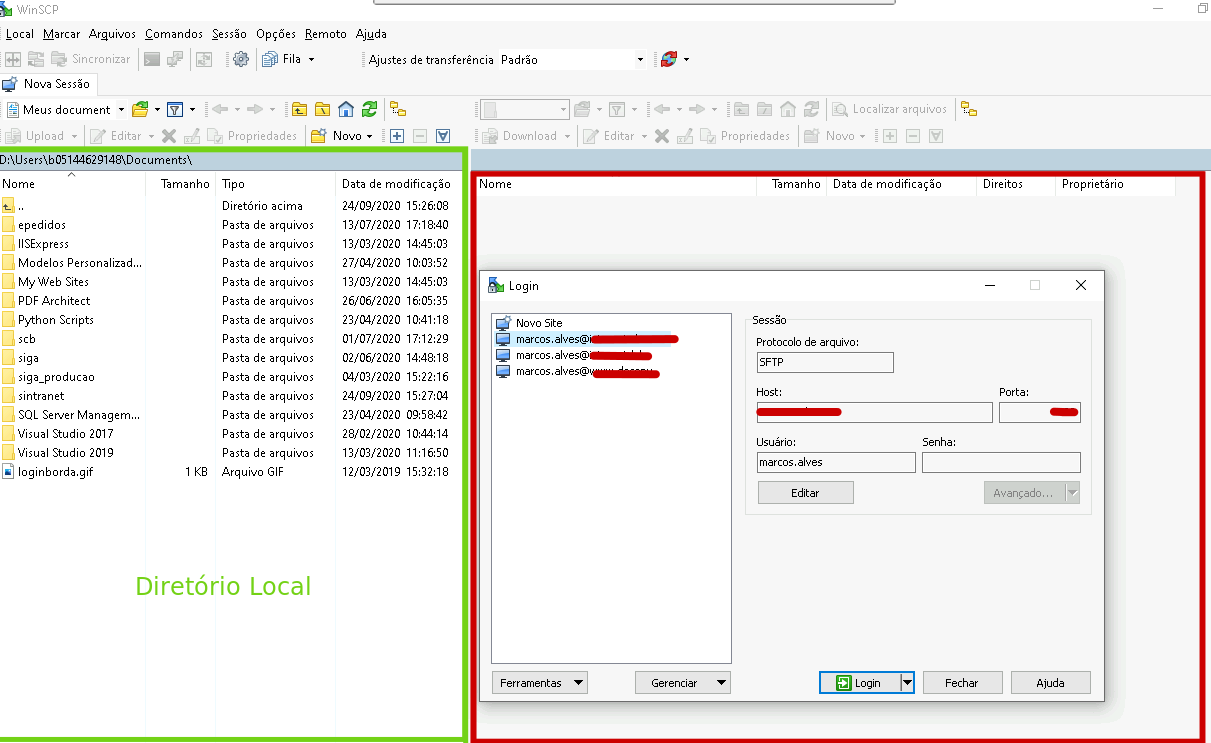 WinSCP
Local Marcar Arquivos Comandos Sessão Opções Remoto Ajuda
Sincronizar Fila Ajustes de transferência Padrão
Nova Sessão
Meus document Localizar arquivos
Upload Editar Propriedades Novo Download Editar Propriedades Novo
D:\Users\b05144629148\Documents\
Nome Tamanho Tipo Data de modificação Nome Tamanho Data de modificação Direitos Proprietário
.. Diretório acima 24/09/2020 15:26:08
epedidos Pasta de arquivos 13/07/2020 17:18:40
IISExpress Pasta de arquivos 13/03/2020 14:45:03
Modelos Personalizad... Pasta de arquivos 27/04/2020 10:03:52
My Web Sites Pasta de arquivos 13/03/2020 14:45:03
PDF Architect Pasta de arquivos 26/06/2020 16:05:35
Python Scripts Pasta de arquivos 23/04/2020 10:41:18
scb Pasta de arquivos 01/07/2020 17:12:29
siga Pasta de arquivos 02/06/2020 14:48:18
siga_producao Pasta de arquivos 04/03/2020 15:22:16
sintranet Pasta de arquivos 24/09/2020 15:27:04
SQL Server Managem... Pasta de arquivos 23/04/2020 09:58:42
Visual Studio 2017 Pasta de arquivos 28/02/2020 10:44:14
Visual Studio 2019 Pasta de arquivos 13/03/2020 11:16:50
loginborda.gif 1 KB Arquivo GIF 12/03/2019 15:32:18
Diretório Local
Login
Novo Site
marcos.alves@
marcos.alves@
marcos.alves@
Sessão
Protocolo de arquivo:
SFTP
Host: Porta:
Usuário: Senha:
marcos.alves
Editar Avançado...
Ferramentas Gerenciar Login Fechar Ajuda